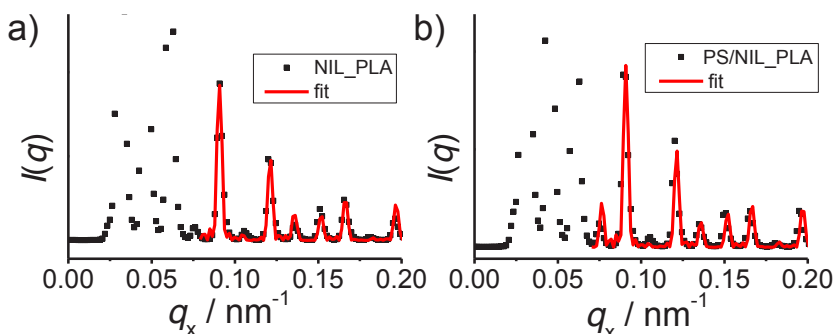 a)
I(q)
NIL_PLA
fit
0.00 0.05 0.10 0.15 0.20
qx / nm-1
b)
I(q)
PS/NIL_PLA
fit
0.00 0.05 0.10 0.15 0.20
qx / nm-1